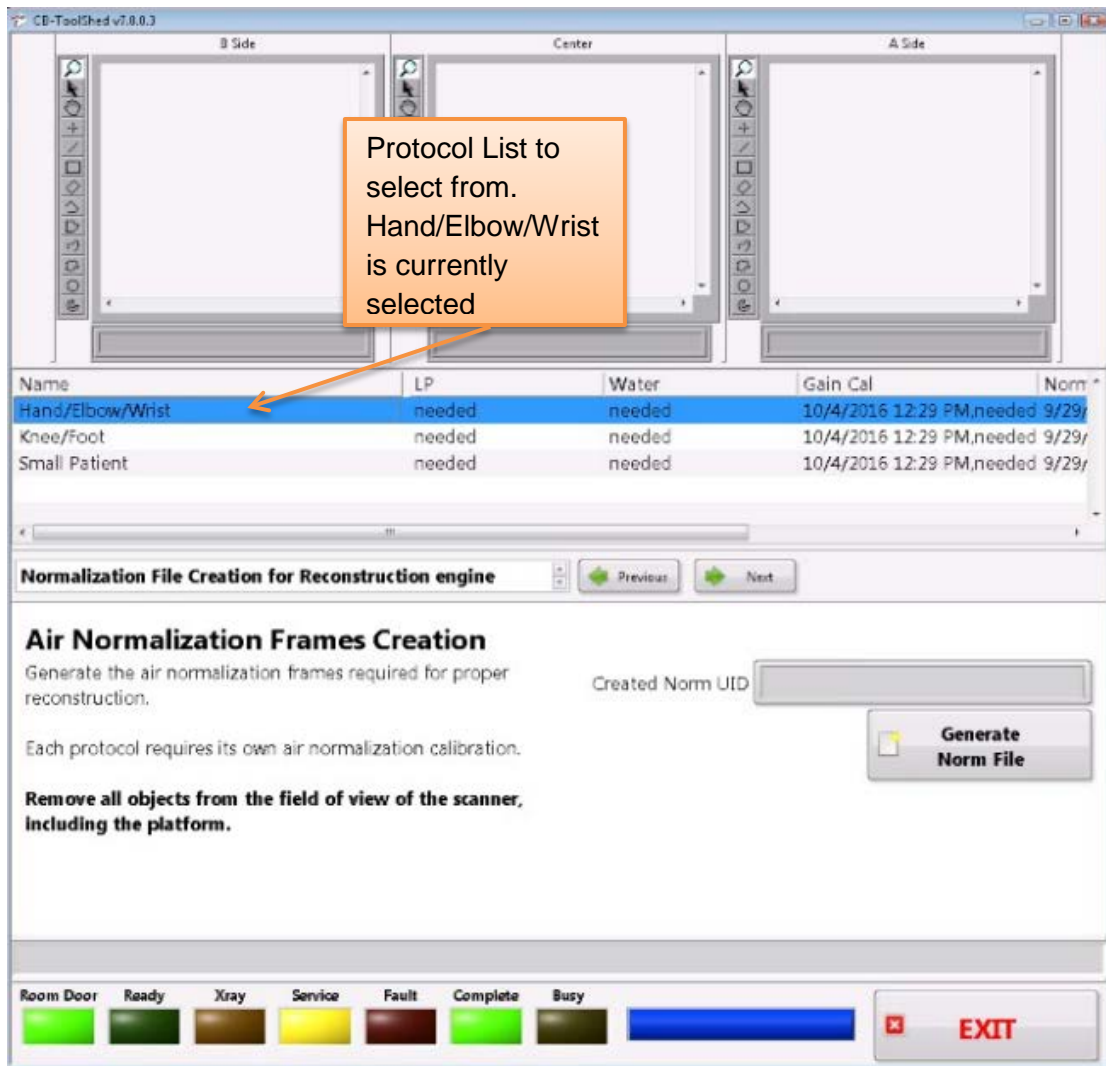 CB-ToolShed v7.0.0.3
B Side
Center
A Side
Protocol List to
select from.
Hand/Elbow/Wrist
is currently
selected
Name LP Water Gain Cal Norm
Hand/Elbow/Wrist needed needed 10/4/2016 12:29 PM,needed 9/29/
Knee/Foot needed needed 10/4/2016 12:29 PM,needed 9/29/
Small Patient needed needed 10/4/2016 12:29 PM,needed 9/29/
Normalization File Creation for Reconstruction engine
Previous
Next
Air Normalization Frames Creation
Generate the air normalization frames required for proper
reconstruction.
Each protocol requires its own air normalization calibration.
Remove all objects from the field of view of the scanner,
including the platform.
Created Norm UID
Generate
Norm File
Room Door Ready Xray Service Fault Complete Busy
EXIT